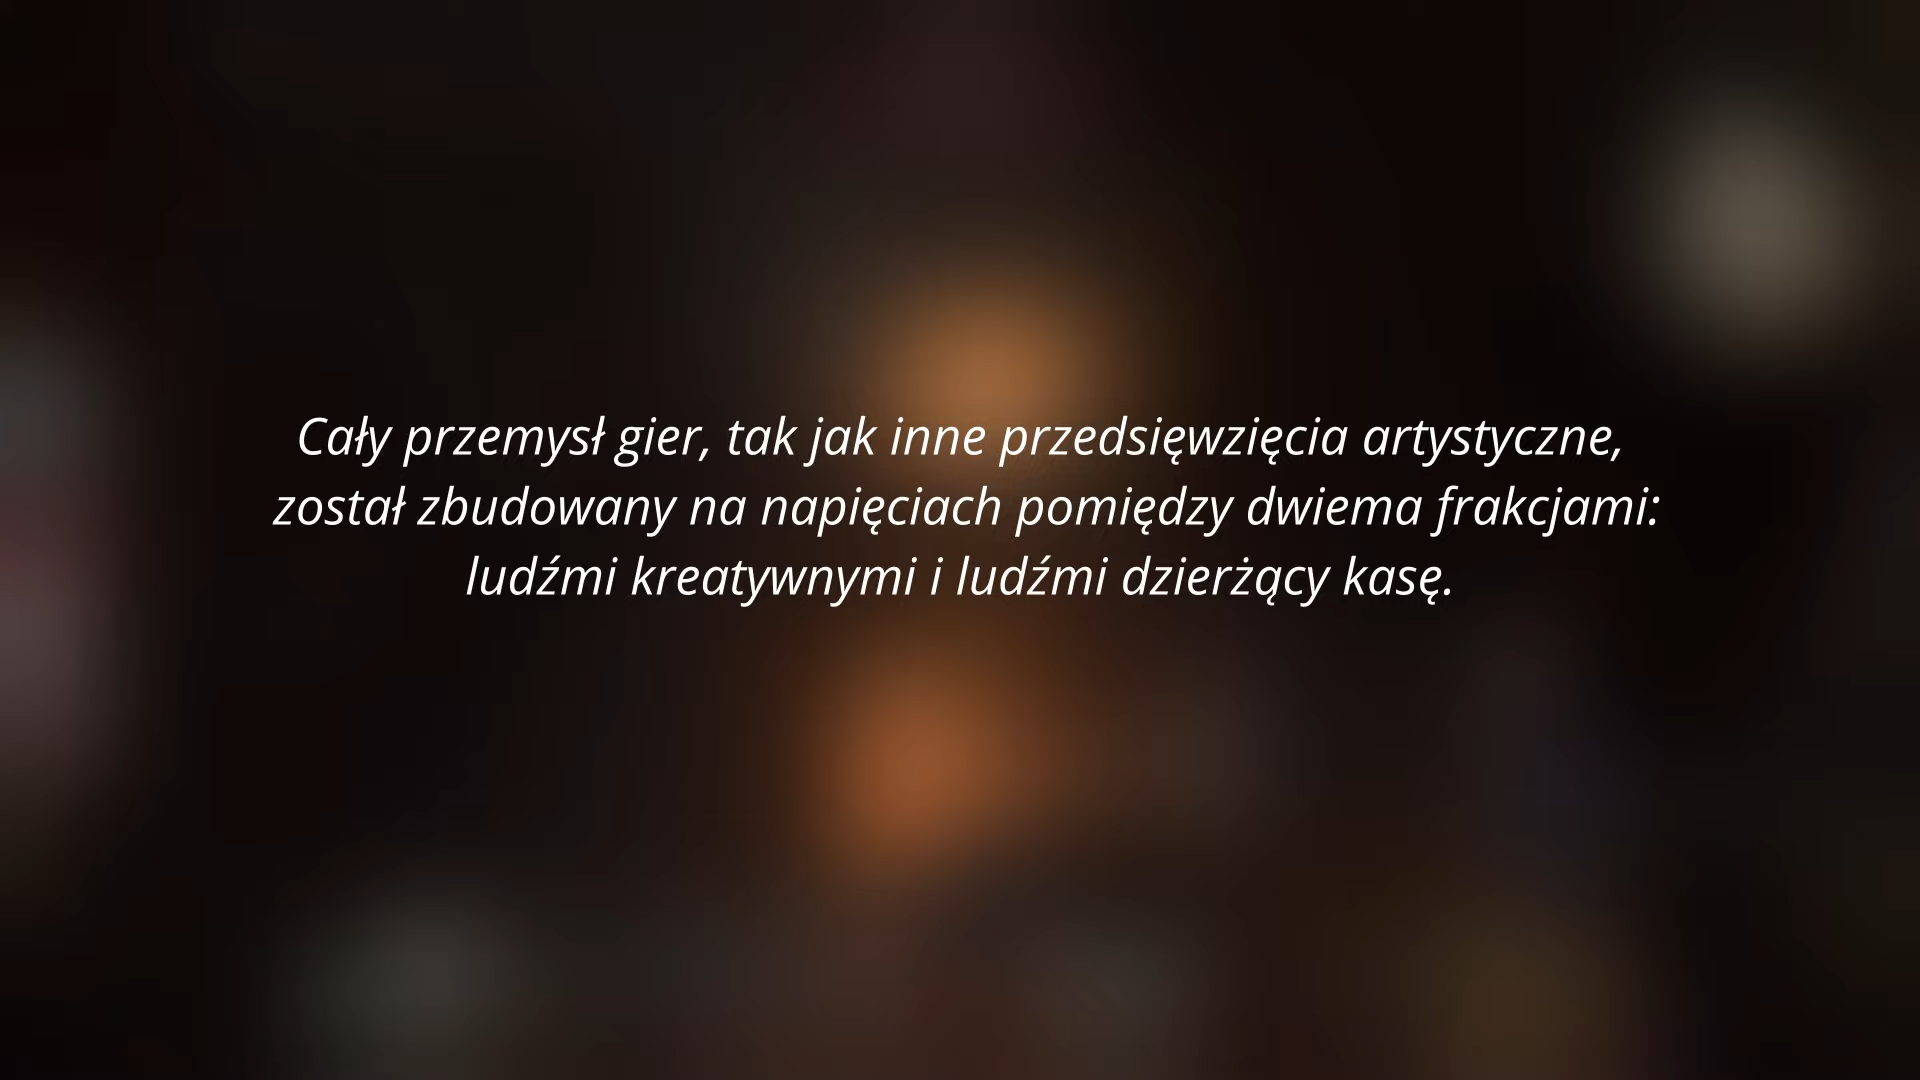 Cały przemysł gier, tak jak inne przedsięwzięcia artystyczne,
został zbudowany na napięciach pomiędzy dwiema frakcjami:
ludźmi kreatywnymi i ludźmi dzierżący kasę.